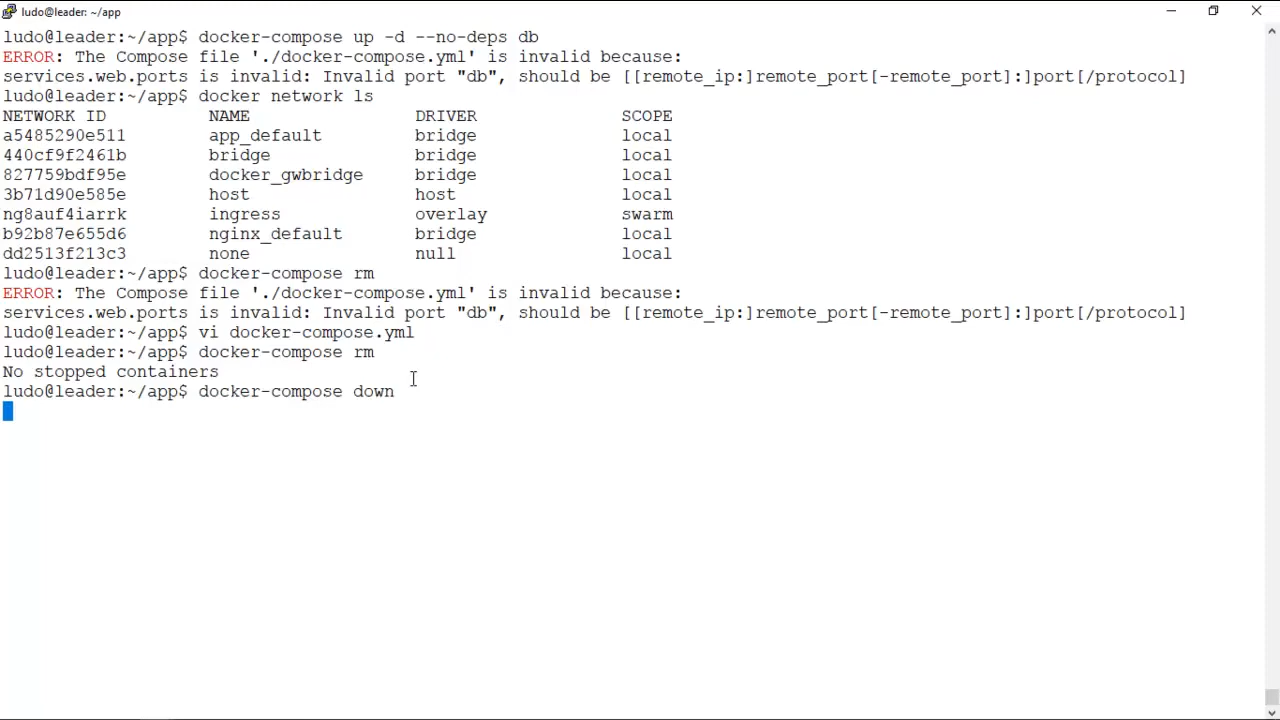 ludo@leader: ~/app
ludo@leader:~/app$ docker-compose up -d --no-deps db
ERROR: The Compose file './docker-compose.yml' is invalid because:
services.web.ports is invalid: Invalid port "db", should be [[remote_ip:]remote_port[-remote_port]:]port[/protocol]
ludo@leader:~/app$ docker network ls
NETWORK ID NAME DRIVER SCOPE
a5485290e511 app_default bridge local
440cf9f2461b bridge bridge local
827759bdf95e docker_gwbridge bridge local
3b71d90e585e host host local
ng8auf4iarrk ingress overlay swarm
b92b87e655d6 nginx_default bridge local
dd2513f213c3 none null local
ludo@leader:~/app$ docker-compose rm
ERROR: The Compose file './docker-compose.yml' is invalid because:
services.web.ports is invalid: Invalid port "db", should be [[remote_ip:]remote_port[-remote_port]:]port[/protocol]
ludo@leader:~/app$ vi docker-compose.yml
ludo@leader:~/app$ docker-compose rm
No stopped containers
ludo@leader:~/app$ docker-compose down